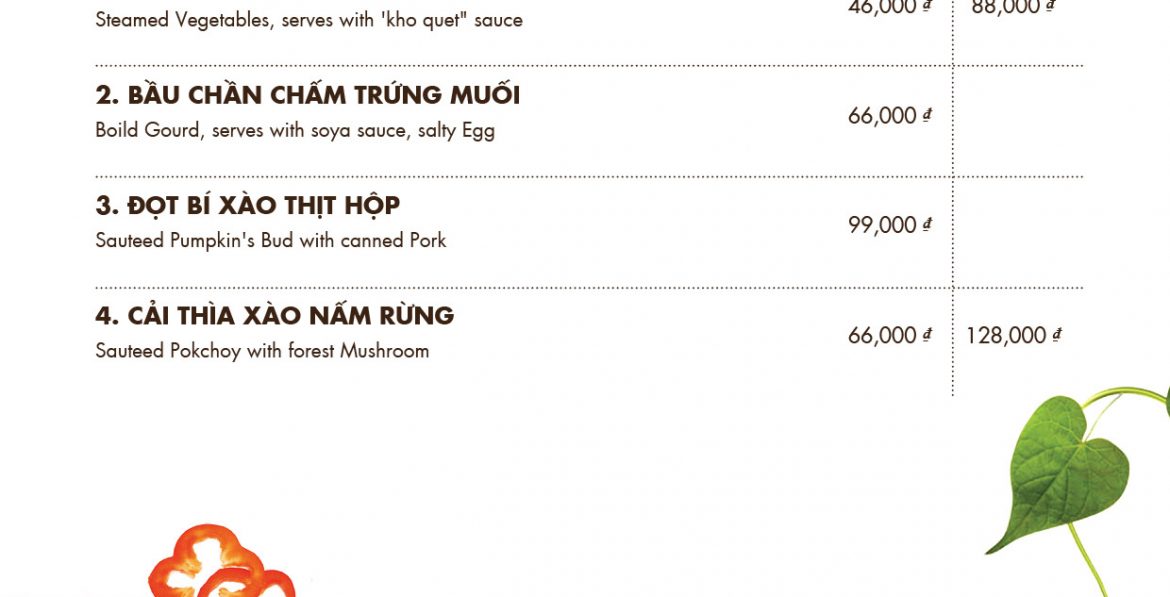 Steamed Vegetables, serves with 'kho quet" sauce
46,000 ₫ 88,000 ₫
2. BẦU CHẦN CHẤM TRỨNG MUỐI
Boild Gourd, serves with soya sauce, salty Egg
66,000 ₫
3. ĐỌT BÍ XÀO THỊT HỘP
Sauteed Pumpkin's Bud with canned Pork
99,000 ₫
4. CẢI THÌA XÀO NẤM RỪNG
Sauteed Pokchoy with forest Mushroom
66,000 ₫ 128,000 ₫